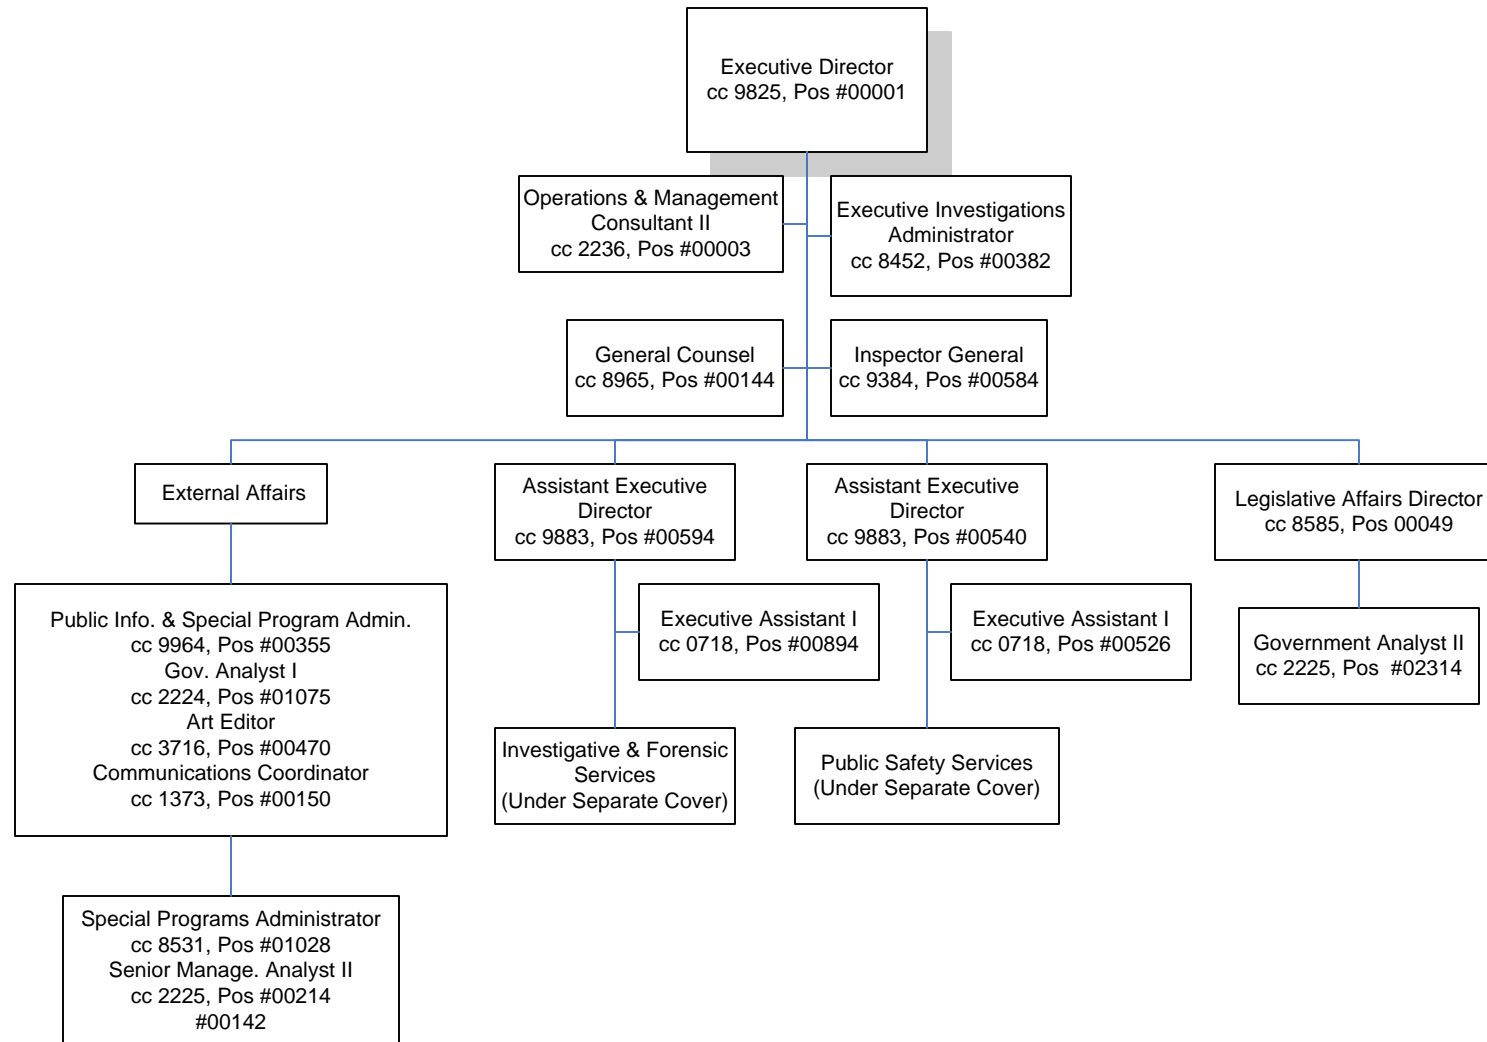 Executive Director
cc 9825, Pos #00001
Operations & Management
Consultant II
cc 2236, Pos #00003
Executive Investigations
Administrator
cc 8452, Pos #00382
General Counsel
cc 8965, Pos #00144
Inspector General
cc 9384, Pos #00584
External Affairs
Assistant Executive
Director
cc 9883, Pos #00594
Assistant Executive
Director
cc 9883, Pos #00540
Legislative Affairs Director
cc 8585, Pos 00049
Public Info. & Special Program Admin.
cc 9964, Pos #00355
Gov. Analyst I
cc 2224, Pos #01075
Art Editor
cc 3716, Pos #00470
Communications Coordinator
cc 1373, Pos #00150
Executive Assistant I
cc 0718, Pos #00894
Executive Assistant I
cc 0718, Pos #00526
Government Analyst II
cc 2225, Pos  #02314
Investigative & Forensic
Services
(Under Separate Cover)
Public Safety Services
(Under Separate Cover)
Special Programs Administrator
cc 8531, Pos #01028
Senior Manage. Analyst II
cc 2225, Pos #00214
#00142